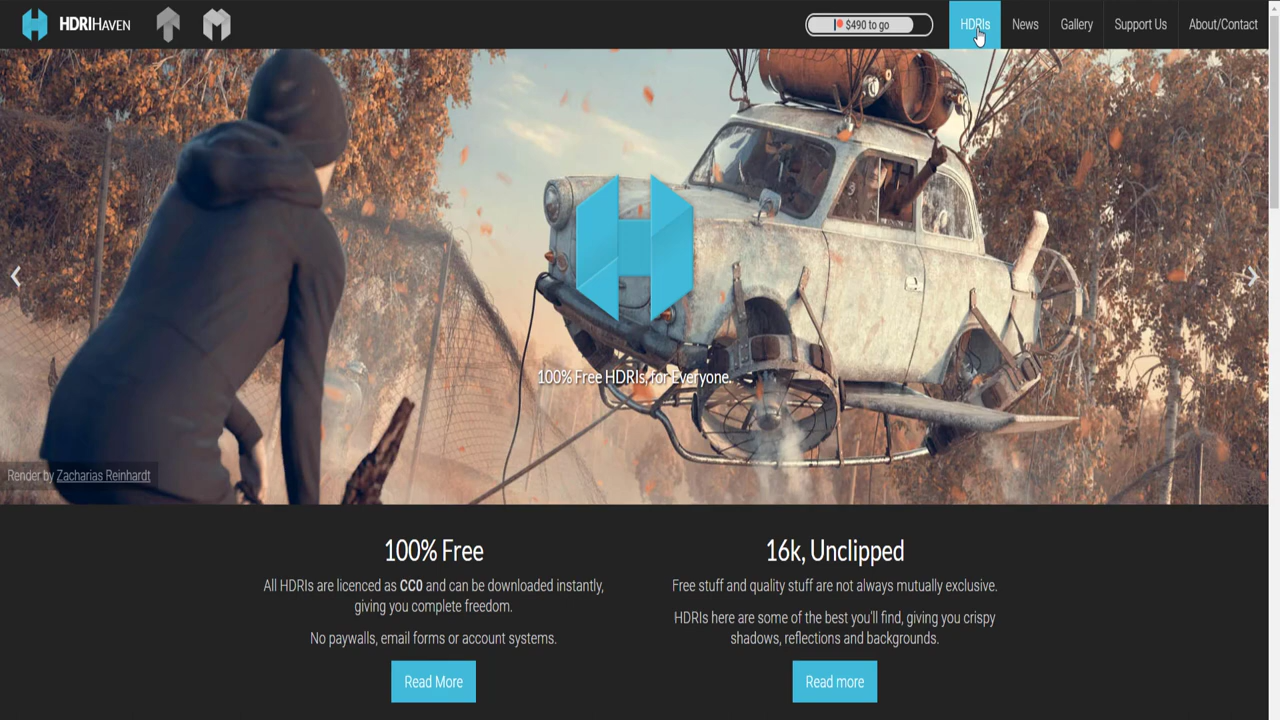 HDRIHAVEN
$490 to go
HDRIs
News
Gallery
Support Us
About/Contact
100% Free HDRIs, for Everyone.
Render by Zacharias Reinhardt
100% Free
All HDRIs are licenced as CC0 and can be downloaded instantly,
giving you complete freedom.
No paywalls, email forms or account systems.
Read More
16k, Unclipped
Free stuff and quality stuff are not always mutually exclusive.
HDRIs here are some of the best you'll find, giving you crispy
shadows, reflections and backgrounds.
Read more